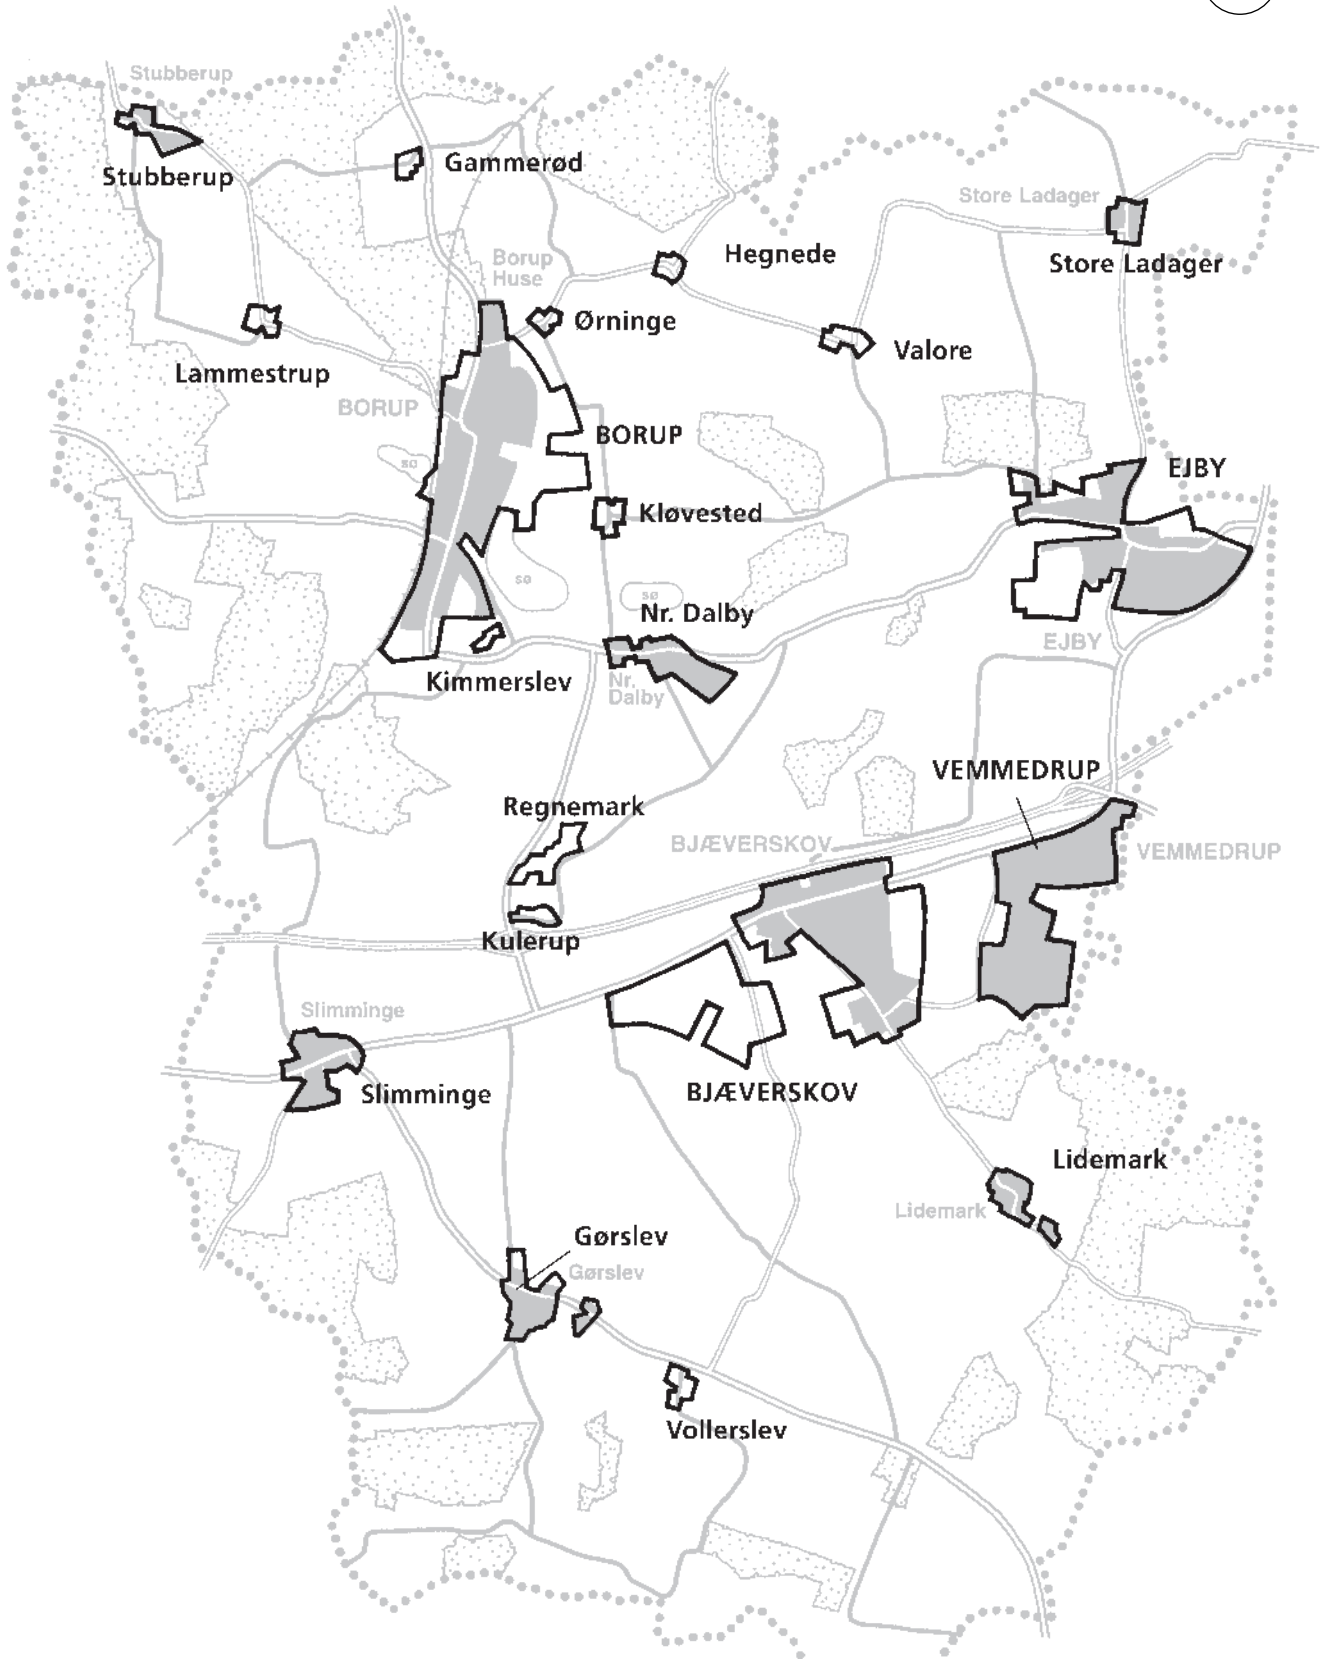 Stubberup
Stubberup
Gammerød
Store Ladager
Hegnede
Borup
Huse
Store Ladager
Ørninge
Valore
Lammestrup
BORUP
BORUP
sø
EJBY
Kløvested
sø
sø
Nr. Dalby
EJBY
Kimmerslev
Nr.
Dalby
VEMMEDRUP
Regnemark
BJÆVERSKOV
VEMMEDRUP
Kulerup
Slimminge
Slimminge
BJÆVERSKOV
Lidemark
Lidemark
Gørslev
Gørslev
Vollerslev